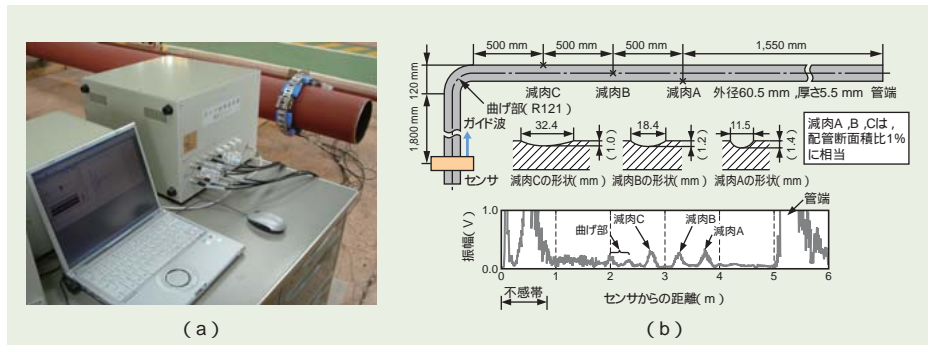 500 mm 500 mm 500 mm 1,550 mm
120 mm
1,800 mm
減肉C 減肉B 減肉A 外径60.5 mm ,厚さ5.5 mm 管端
曲げ部( R121 )
ガイド波
センサ
32.4 (1.0) 18.4 (1.2) 11.5 (1.4)
減肉Cの形状( mm ) 減肉Bの形状( mm ) 減肉Aの形状( mm )
減肉A ,B ,Cは ,
配管断面積比1%
に相当
振幅( V )
1.0
0.0
曲げ部 減肉C 減肉B 減肉A 管端
0 1 2 3 4 5 6
不感帯
センサからの距離( m )
( a ) ( b )